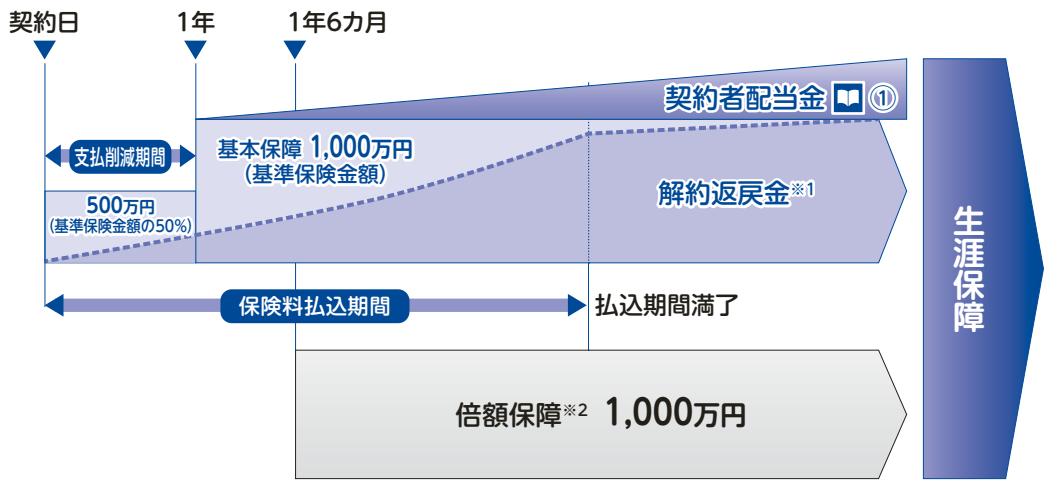 契約日
1年
1年6カ月
契約者配当金 ①
支払削減期間
基本保障 1,000万円
(基準保険金額)
500万円
(基準保険金額の50%)
解約返戻金※1
生涯保障
保険料払込期間
払込期間満了
倍額保障※2 1,000万円